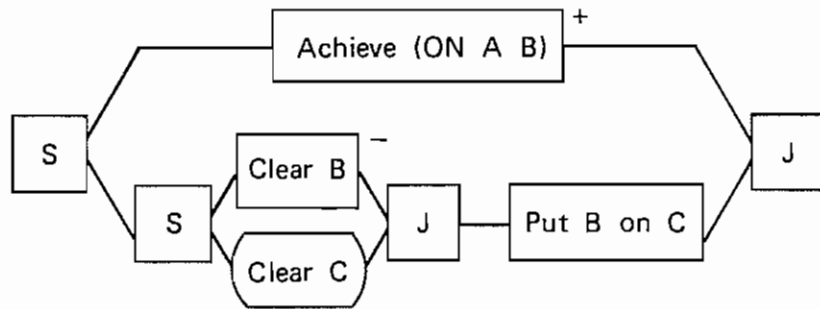 Achieve (ON A B) +
S
Clear B −
J
S
J
Put B on C
Clear C